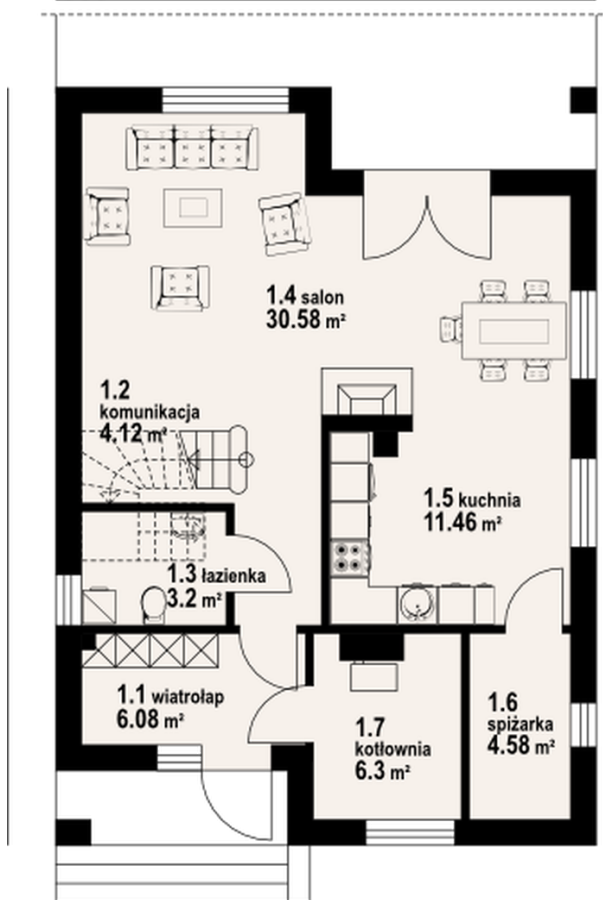 1.4 salon
30.58 m²
1.2
komunikacja
4.12 m²
1.5 kuchnia
11.46 m²
1.3 łazienka
3.2 m²
1.1 wiatrołap
6.08 m²
1.6
spiżarka
4.58 m²
1.7
kotłownia
6.3 m²